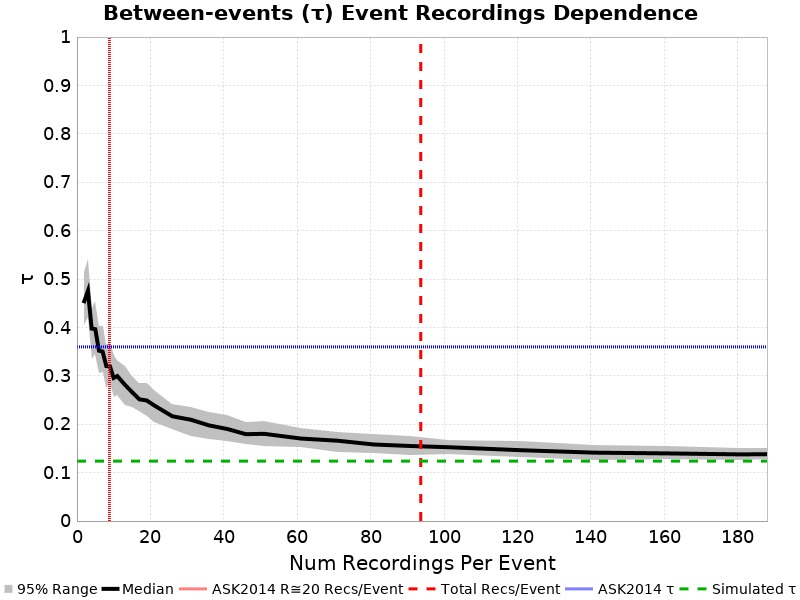 Between-events (τ) Event Recordings Dependence
1
0.9
0.8
0.7
0.6
0.5
0.4
0.3
0.2
0.1
0
τ
0 20 40 60 80 100 120 140 160 180
Num Recordings Per Event
95% Range Median ASK2014 R≅20 Recs/Event Total Recs/Event ASK2014 τ Simulated τ